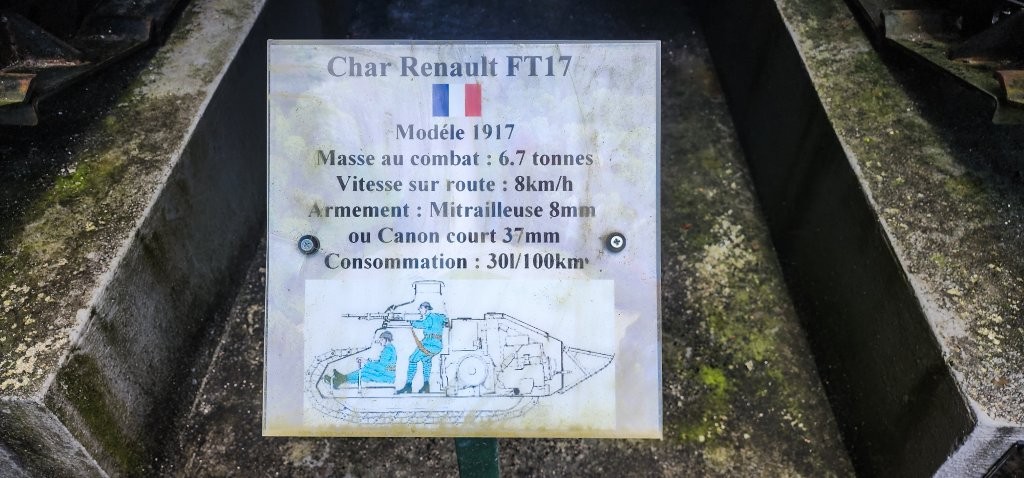 Char Renault FT17
Modéle 1917
Masse au combat : 6.7 tonnes
Vitesse sur route : 8km/h
Armement : Mitrailleuse 8mm
ou Canon court 37mm
Consommation : 30l/100km